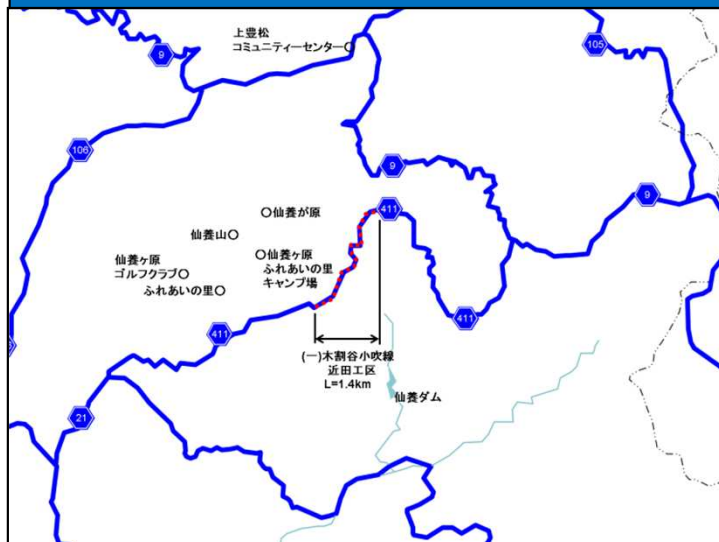 上豊松
コミュニティーセンター
9
105
106
9
9
411
仙養が原
仙養山
仙養ヶ原
ゴルフクラブ
ふれあいの里
仙養ヶ原
ふれあいの里
キャンプ場
411
411
(一)木割谷小吹線
近田工区
L=1.4km
仙養ダム
21